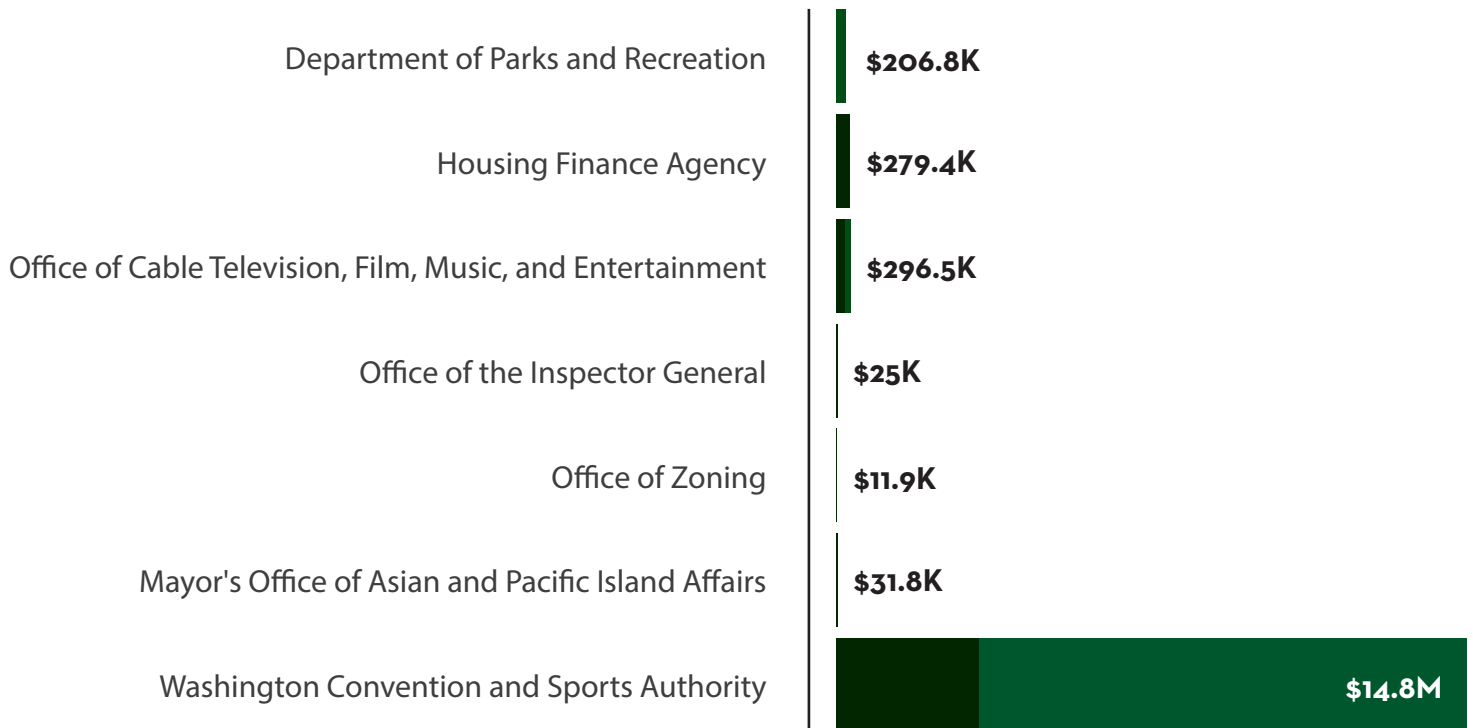 Department of Parks and Recreation $206.8K
Housing Finance Agency $279.4K
Office of Cable Television, Film, Music, and Entertainment $296.5K
Office of the Inspector General $25K
Office of Zoning $11.9K
Mayor's Office of Asian and Pacific Island Affairs $31.8K
Washington Convention and Sports Authority $14.8M